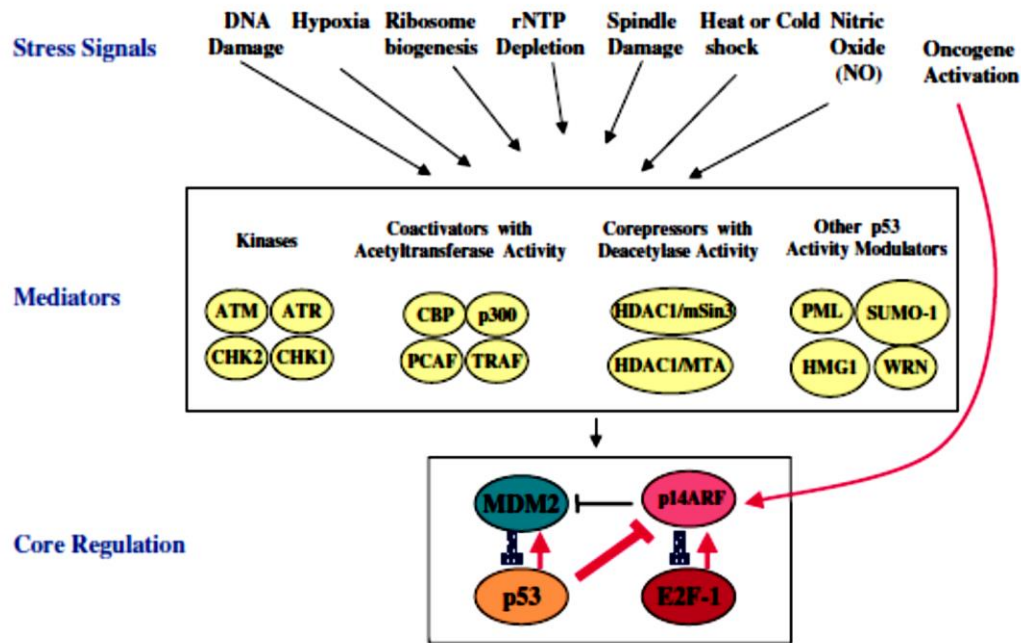 Stress Signals
DNA Damage
Hypoxia
Ribosome biogenesis
rNTP Depletion
Spindle Damage
Heat or Cold shock
Nitric Oxide (NO)
Oncogene Activation
Mediators
Kinases
ATM ATR
CHK2 CHK1
Coactivators with
Acetyltransferase Activity
CBP p300
PCAF TRAF
Corepressors with
Deacetylase Activity
HDAC1/mSin3
HDAC1/MTA
Other p53
Activity Modulators
PML SUMO-1
HMG1 WRN
Core Regulation
MDM2 p14ARF
p53 E2F-1